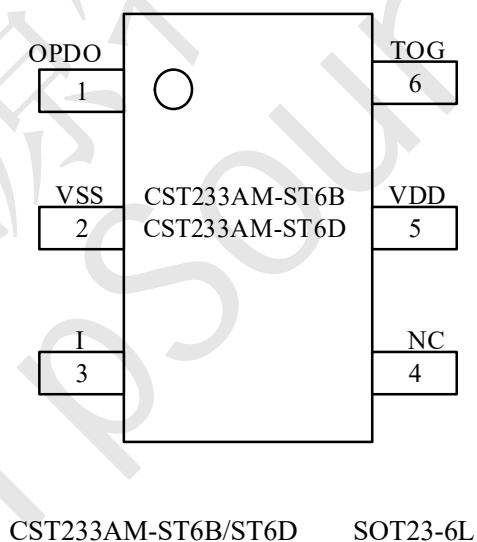 OPDO TOG
1 6
VSS CST233AM-ST6B VDD
2 CST233AM-ST6D 5
I NC
3 4
CST233AM-ST6B/ST6D SOT23-6L